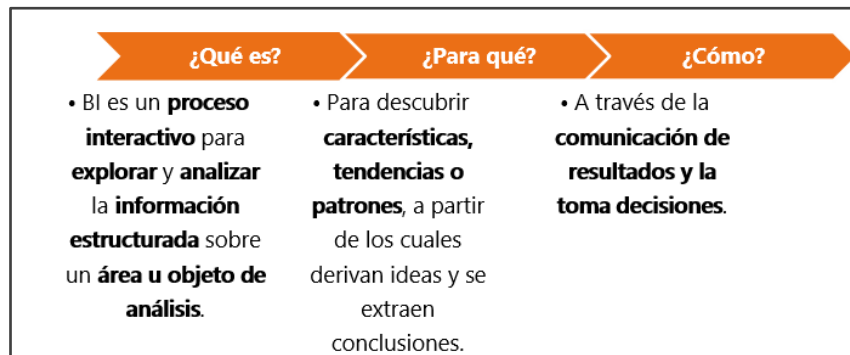 ¿Qué es?
• BI es un proceso
interactivo para
explorar y analizar
la información
estructurada sobre
un área u objeto de
análisis.
¿Para qué?
• Para descubrir
características,
tendencias o
patrones, a partir
de los cuales
derivan ideas y se
extraen
conclusiones.
¿Cómo?
• A través de la
comunicación de
resultados y la
toma decisiones.